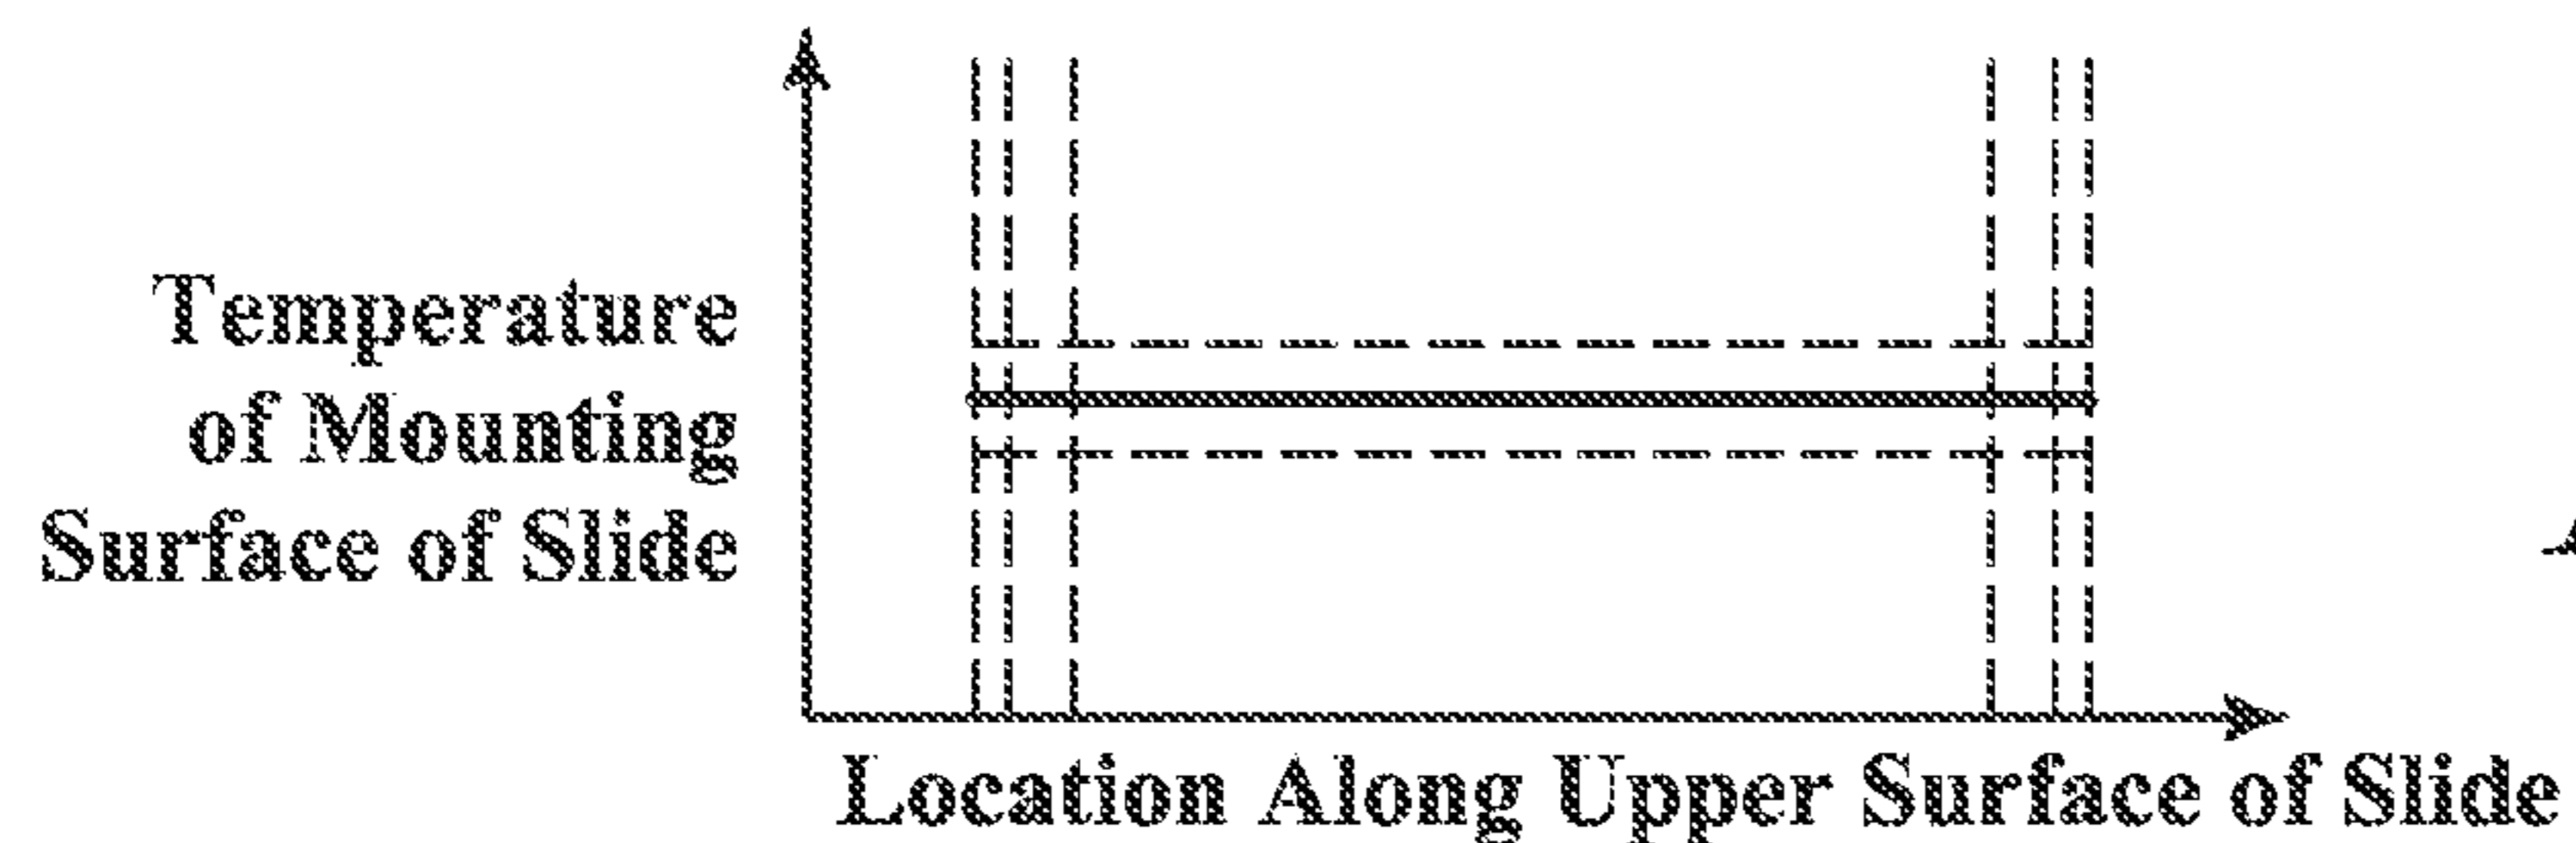 Temperature
of Mounting
Surface of Slide
Location Along Upper Surface of Slide